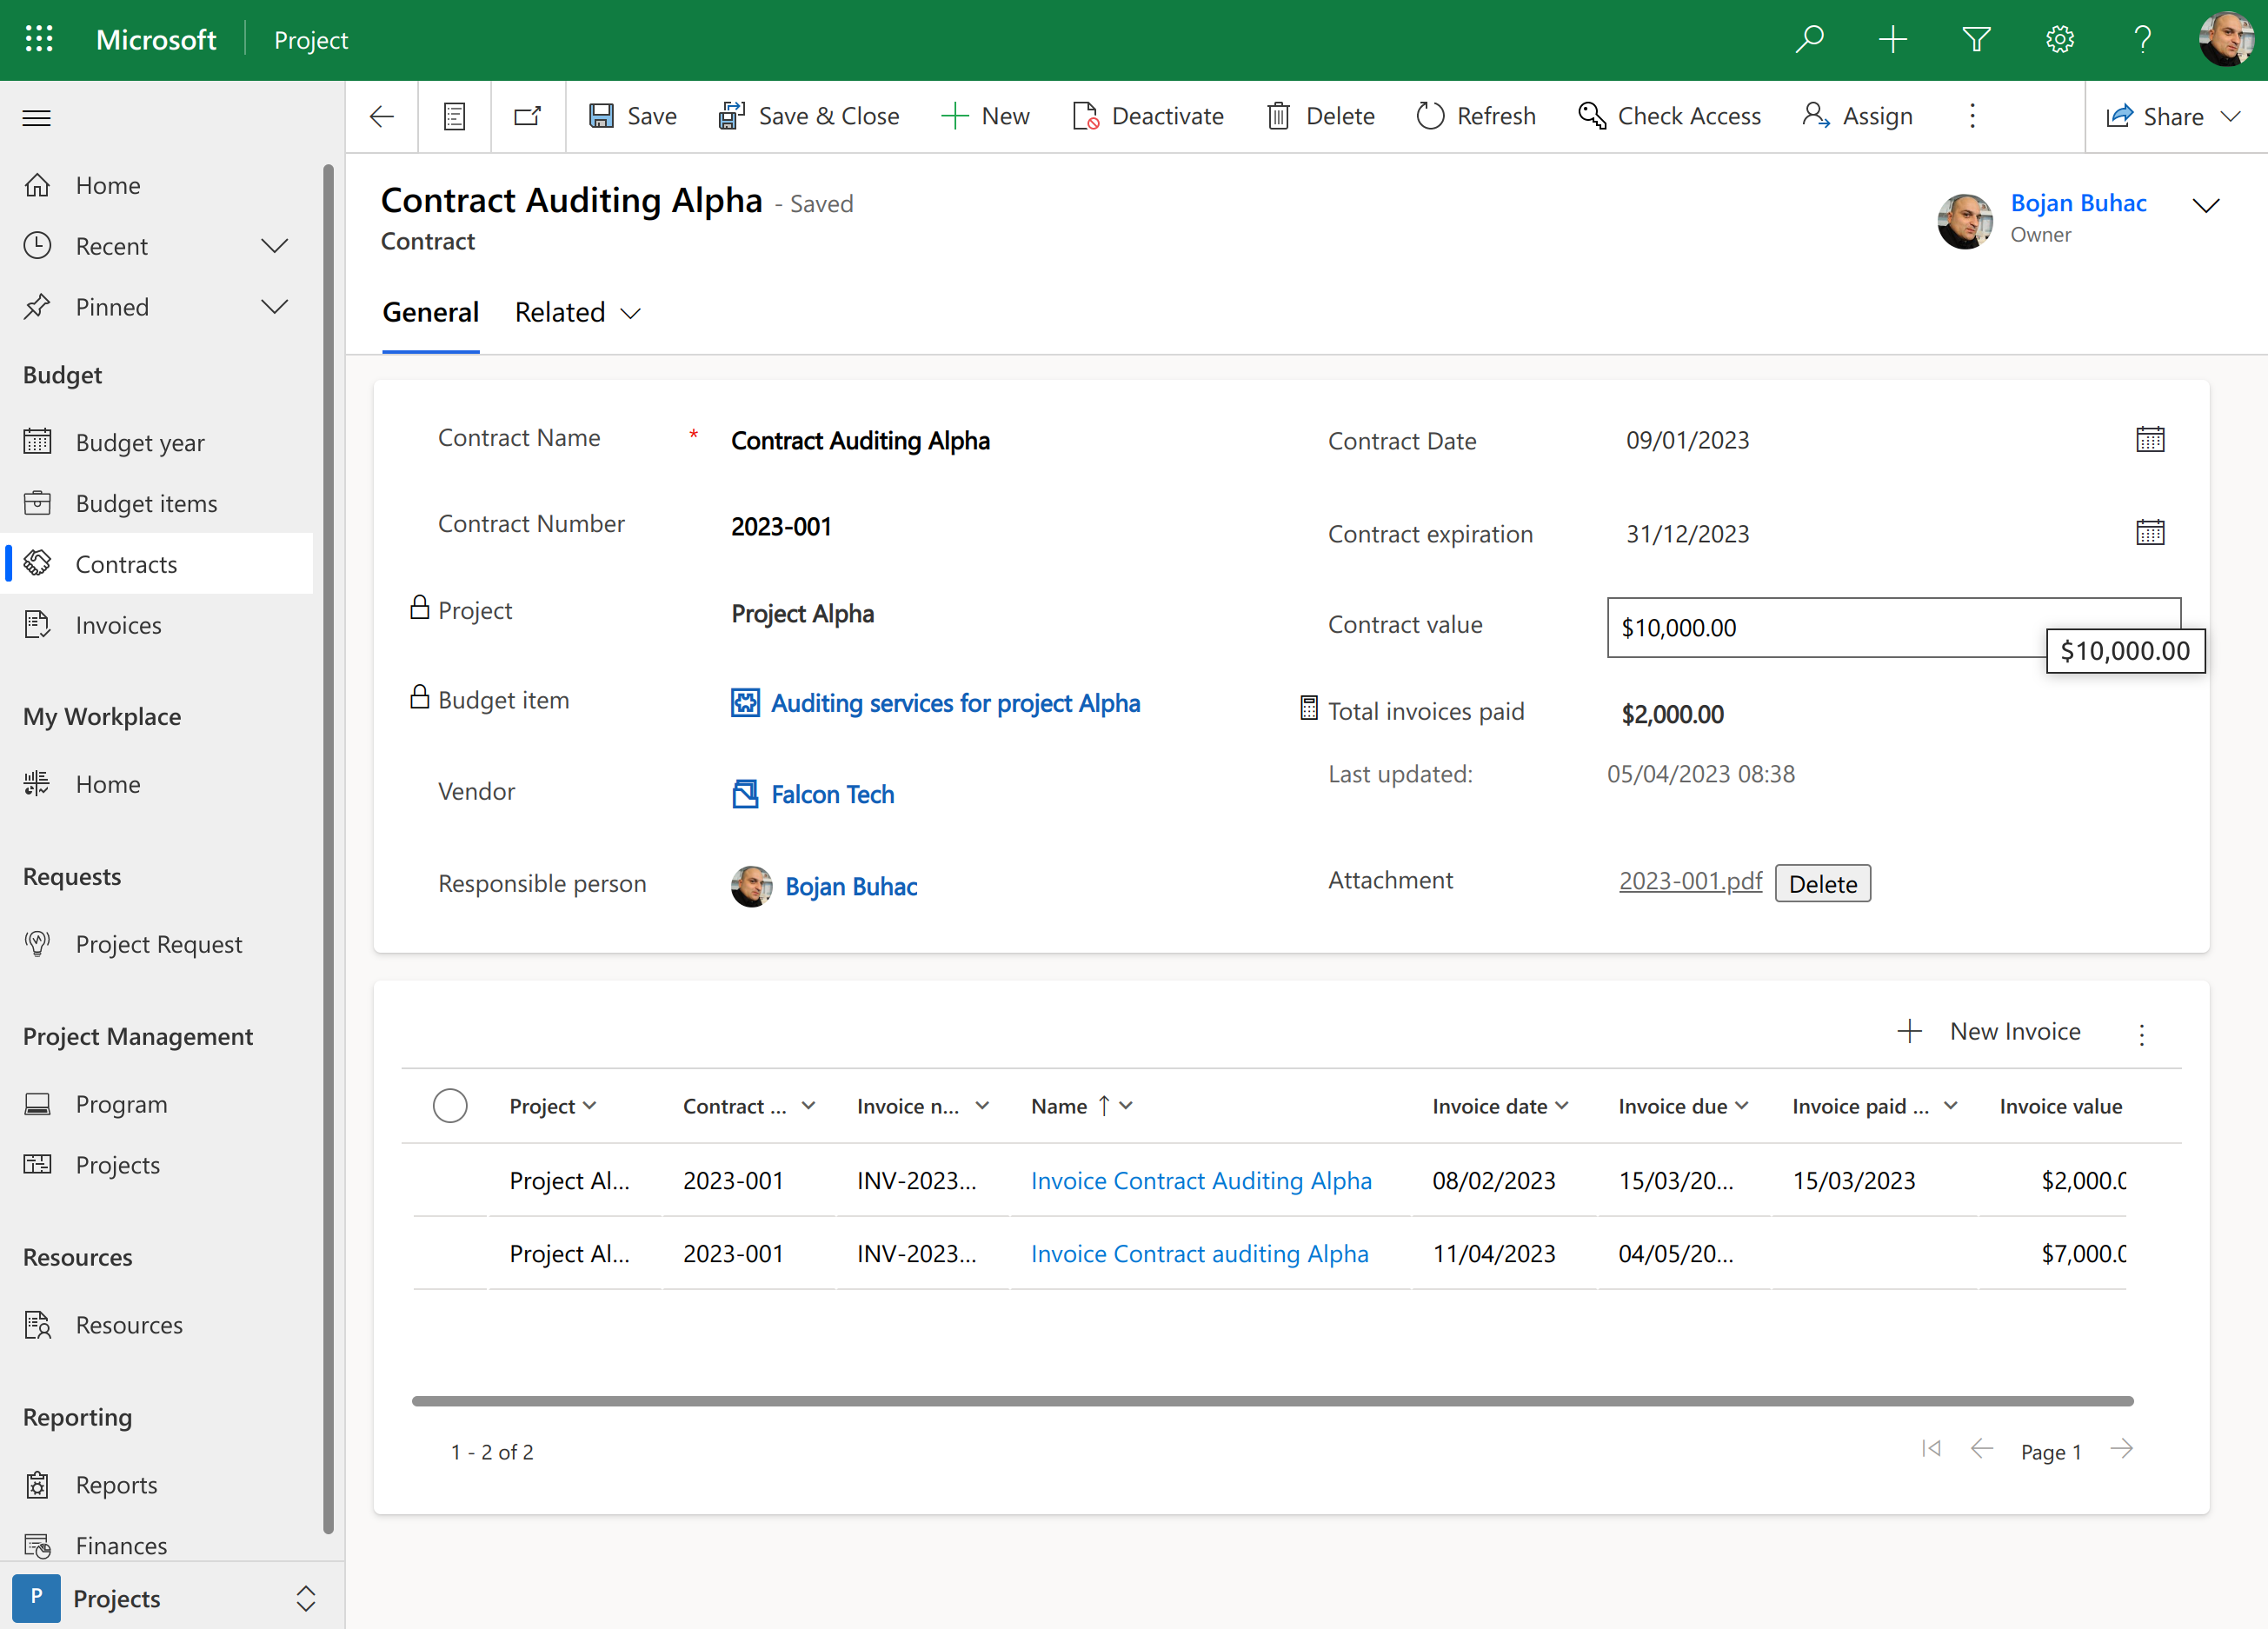 Microsoft Project
Save Save & Close New Deactivate Delete Refresh Check Access Assign Share
Home
Recent
Pinned
Budget
Budget year
Budget items
Contracts
Invoices
My Workplace
Home
Requests
Project Request
Project Management
Program
Projects
Resources
Resources
Reporting
Reports
Finances
P Projects
Contract Auditing Alpha - Saved
Contract
Bojan Buhac
Owner
General Related
Contract Name * Contract Auditing Alpha
Contract Number 2023-001
Project Project Alpha
Budget item Auditing services for project Alpha
Vendor Falcon Tech
Responsible person Bojan Buhac
Contract Date 09/01/2023
Contract expiration 31/12/2023
Contract value $10,000.00
$10,000.00
Total invoices paid $2,000.00
Last updated: 05/04/2023 08:38
Attachment 2023-001.pdf Delete
New Invoice
Project Contract ... Invoice n... Name Invoice date Invoice due Invoice paid ... Invoice value
Project Al... 2023-001 INV-2023... Invoice Contract Auditing Alpha 08/02/2023 15/03/20... 15/03/2023 $2,000.0
Project Al... 2023-001 INV-2023... Invoice Contract auditing Alpha 11/04/2023 04/05/20... $7,000.0
1 - 2 of 2
Page 1